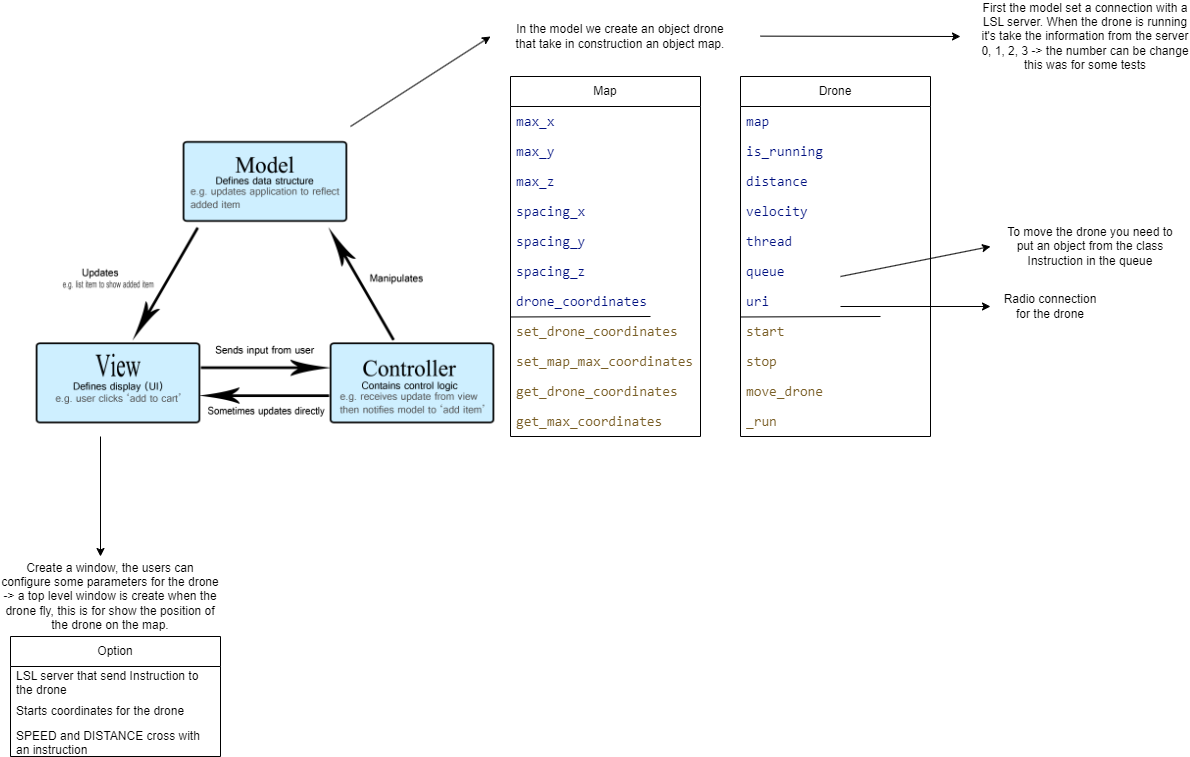 First the model set a connection with a
LSL server. When the drone is running
it's take the information from the server
0, 1, 2, 3 -> the number can be change
this was for some tests
In the model we create an object drone
that take in construction an object map.
Map
max_x
max_y
max_z
spacing_x
spacing_y
spacing_z
drone_coordinates
set_drone_coordinates
set_map_max_coordinates
get_drone_coordinates
get_max_coordinates
Drone
map
is_running
distance
velocity
thread
queue
uri
start
stop
move_drone
_run
To move the drone you need to
put an object from the class
Instruction in the queue
Radio connection
for the drone
Model
Defines data structure
e.g. updates application to reflect
added item
Updates
e.g. list item to show added item
Manipulates
View
Defines display (UI)
e.g. user clicks 'add to cart'
Sends input from user
Sometimes updates directly
Controller
Contains control logic
e.g. receives update from view
then notifies model to 'add item'
Create a window, the users can
configure some parameters for the drone
-> a top level window is create when the
drone fly, this is for show the position of
the drone on the map.
Option
LSL server that send Instruction to
the drone
Starts coordinates for the drone
SPEED and DISTANCE cross with
an instruction